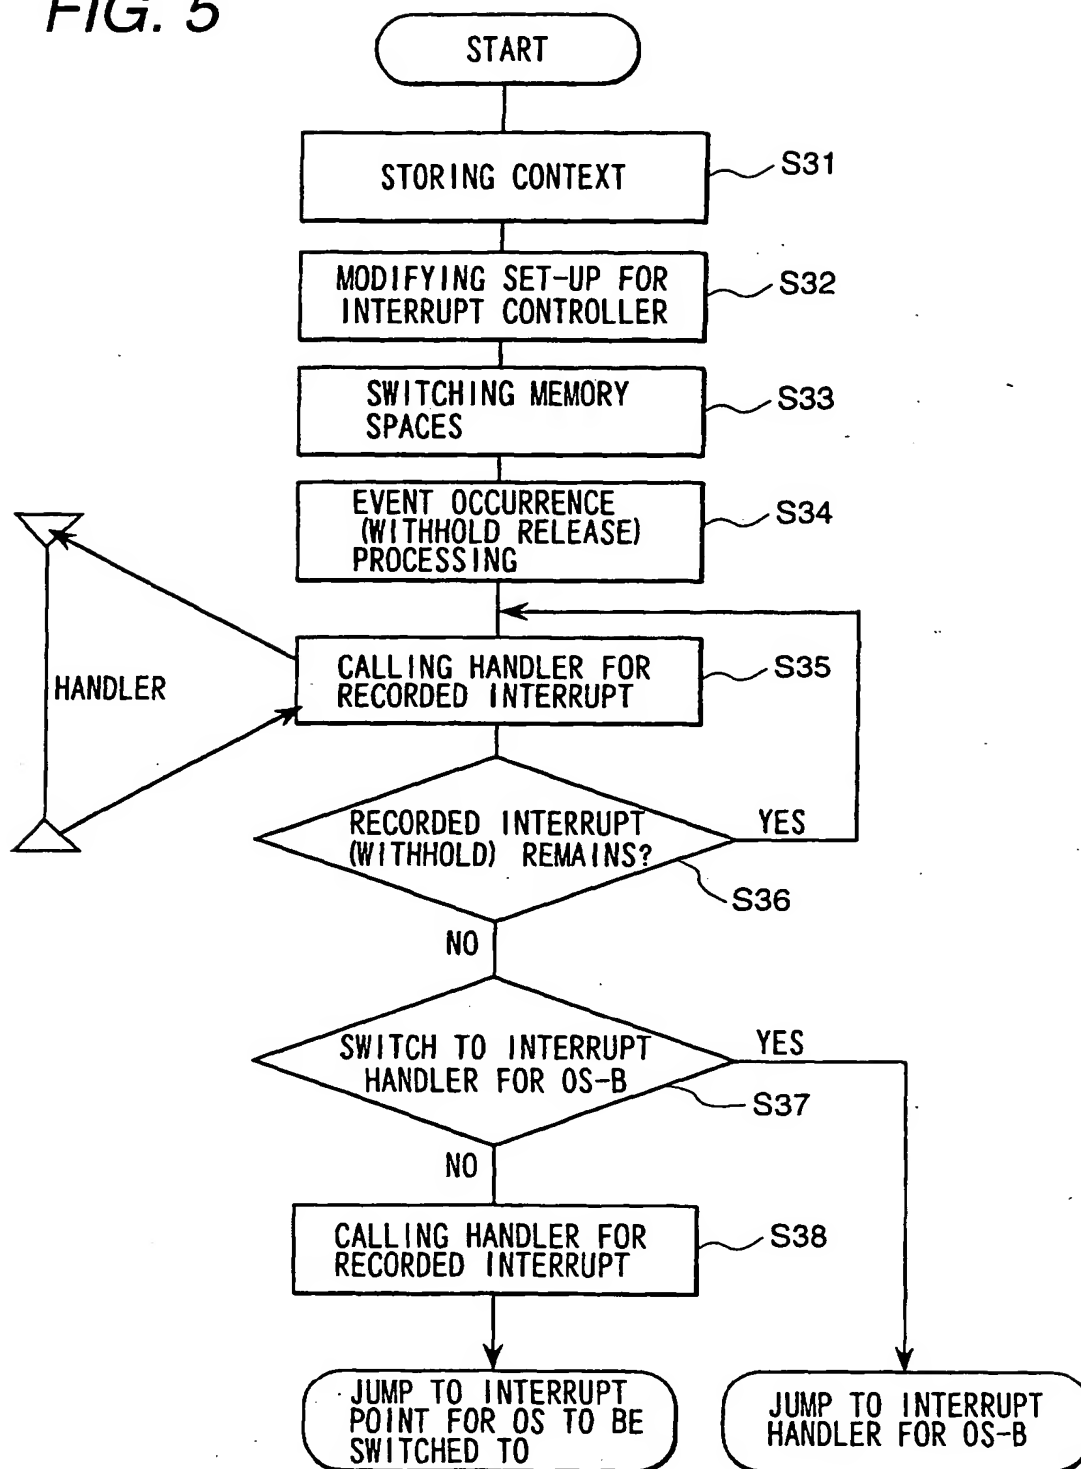 FIG. 5
START
STORING CONTEXT
S31
MODIFYING SET-UP FOR
INTERRUPT CONTROLLER
S32
SWITCHING MEMORY
SPACES
S33
EVENT OCCURRENCE
(WITHHOLD RELEASE)
PROCESSING
S34
HANDLER
CALLING HANDLER FOR
RECORDED INTERRUPT
S35
RECORDED INTERRUPT
(WITHHOLD) REMAINS?
YES
S36
NO
SWITCH TO INTERRUPT
HANDLER FOR OS-B
YES
S37
NO
CALLING HANDLER FOR
RECORDED INTERRUPT
S38
JUMP TO INTERRUPT
POINT FOR OS TO BE
SWITCHED TO
JUMP TO INTERRUPT
HANDLER FOR OS-B